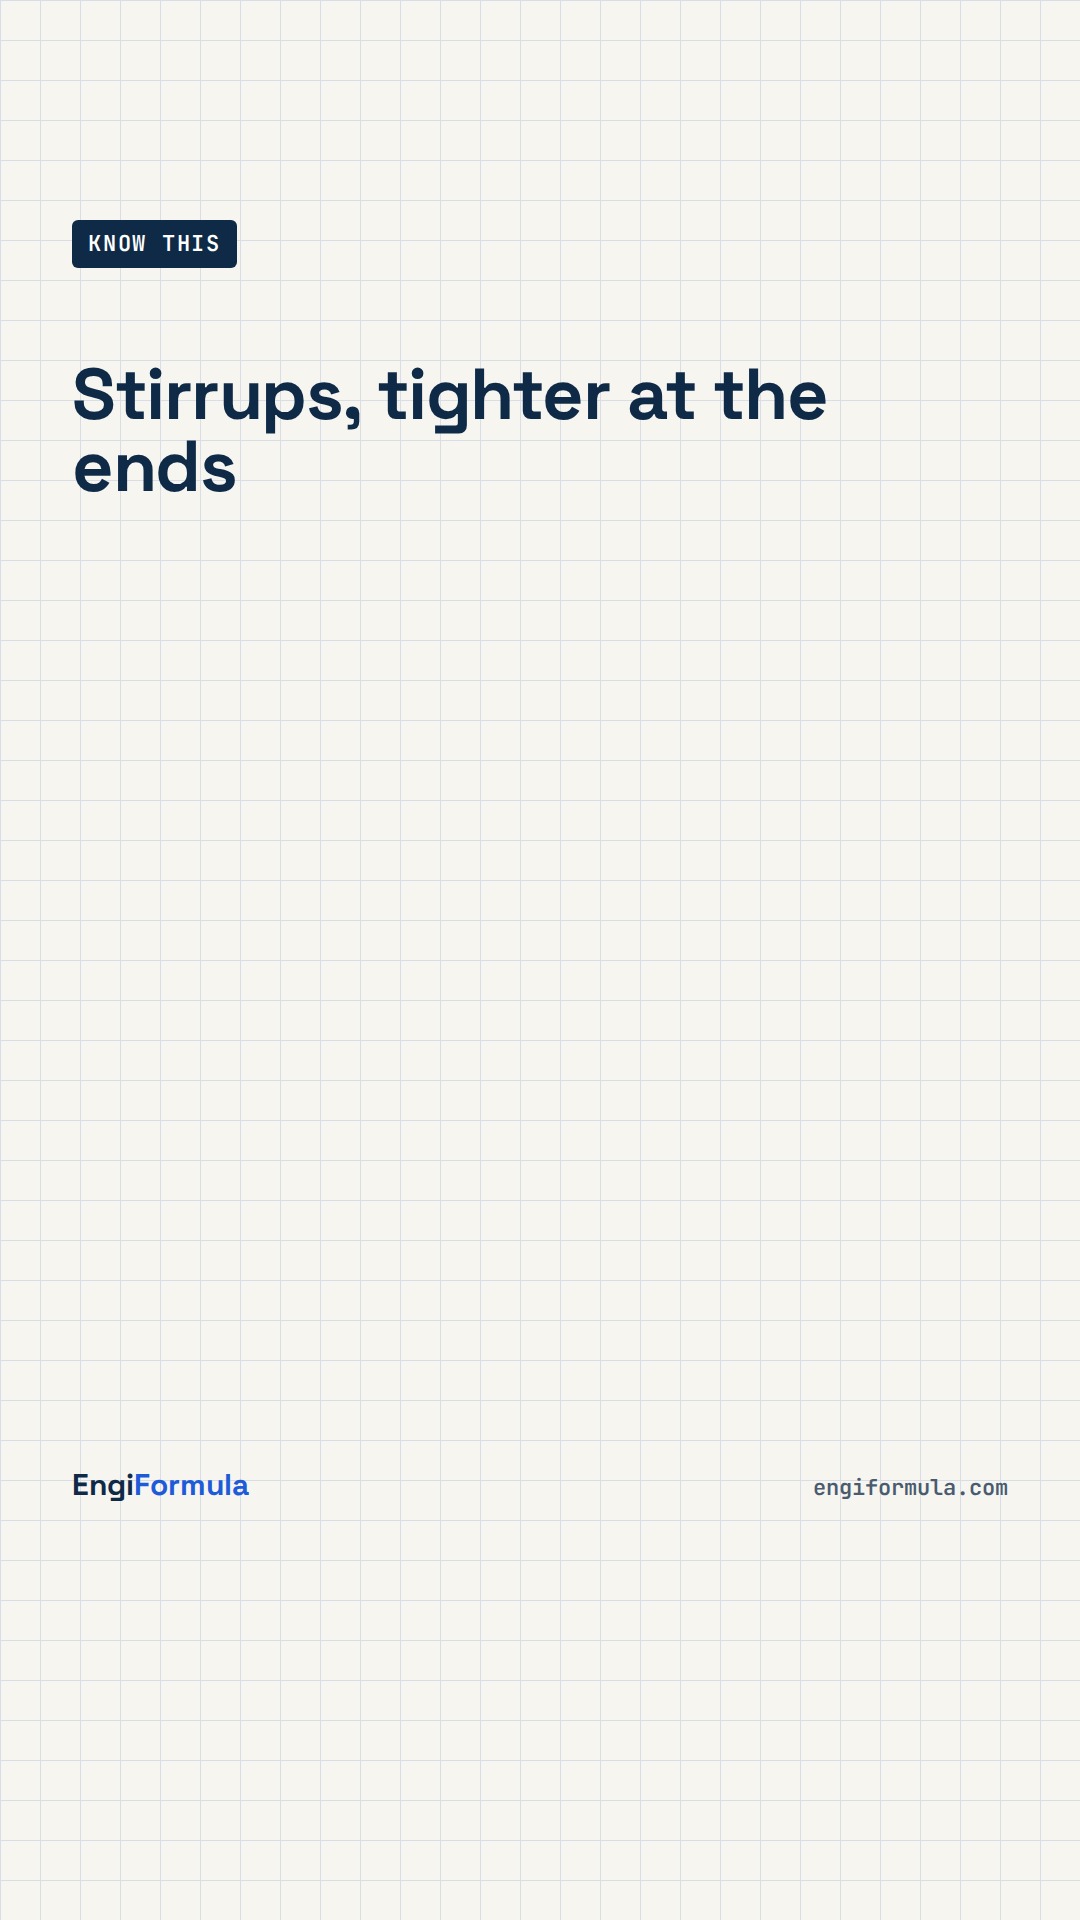 KNOW THIS
Stirrups, tighter at the
ends
EngiFormula
engiformula.com